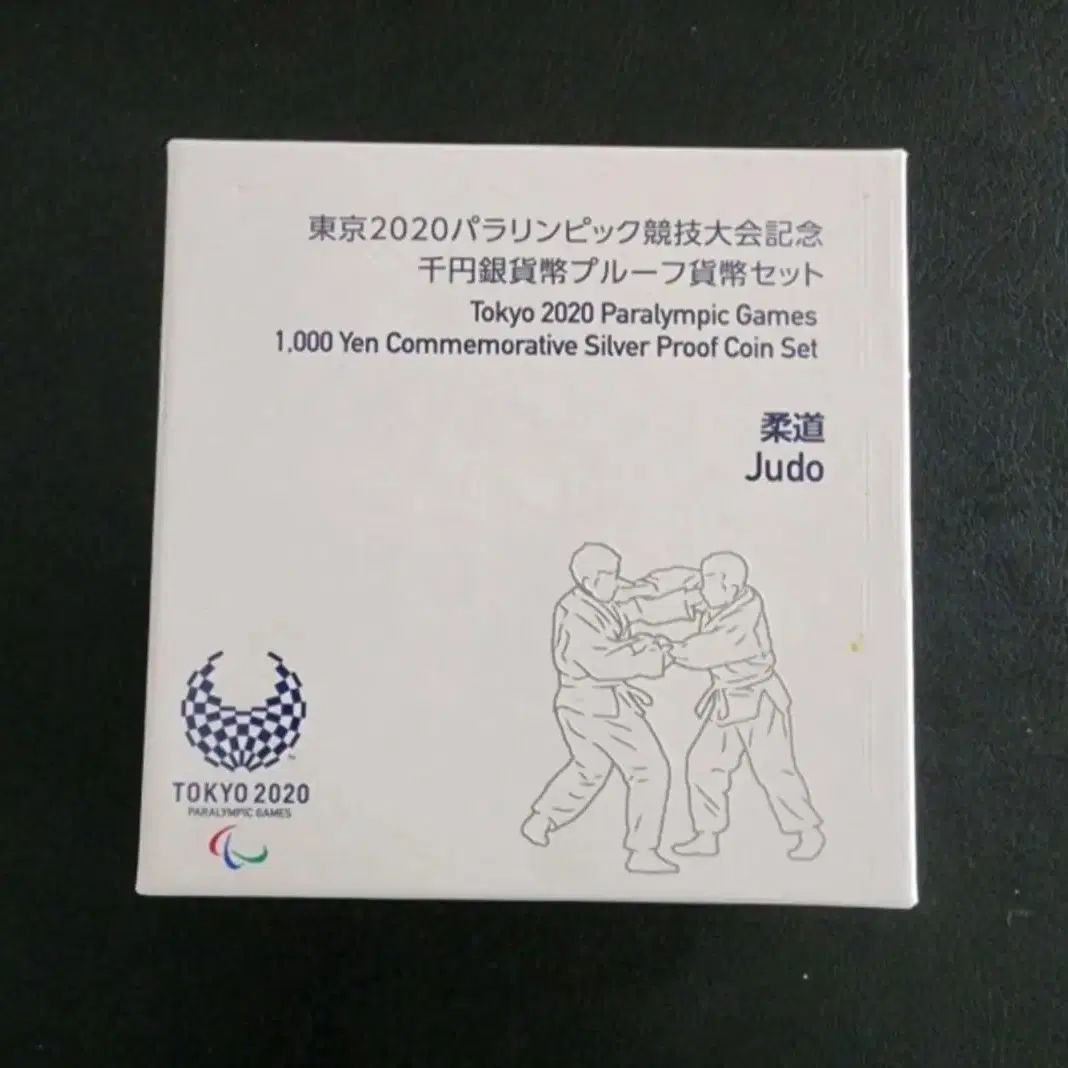 東京2020パラリンピック競技大会記念
千円銀貨幣プルーフ貨幣セット
Tokyo 2020 Paralympic Games
1,000 Yen Commemorative Silver Proof Coin Set
柔道
Judo
TOKYO 2020
PARALYMPIC GAMES